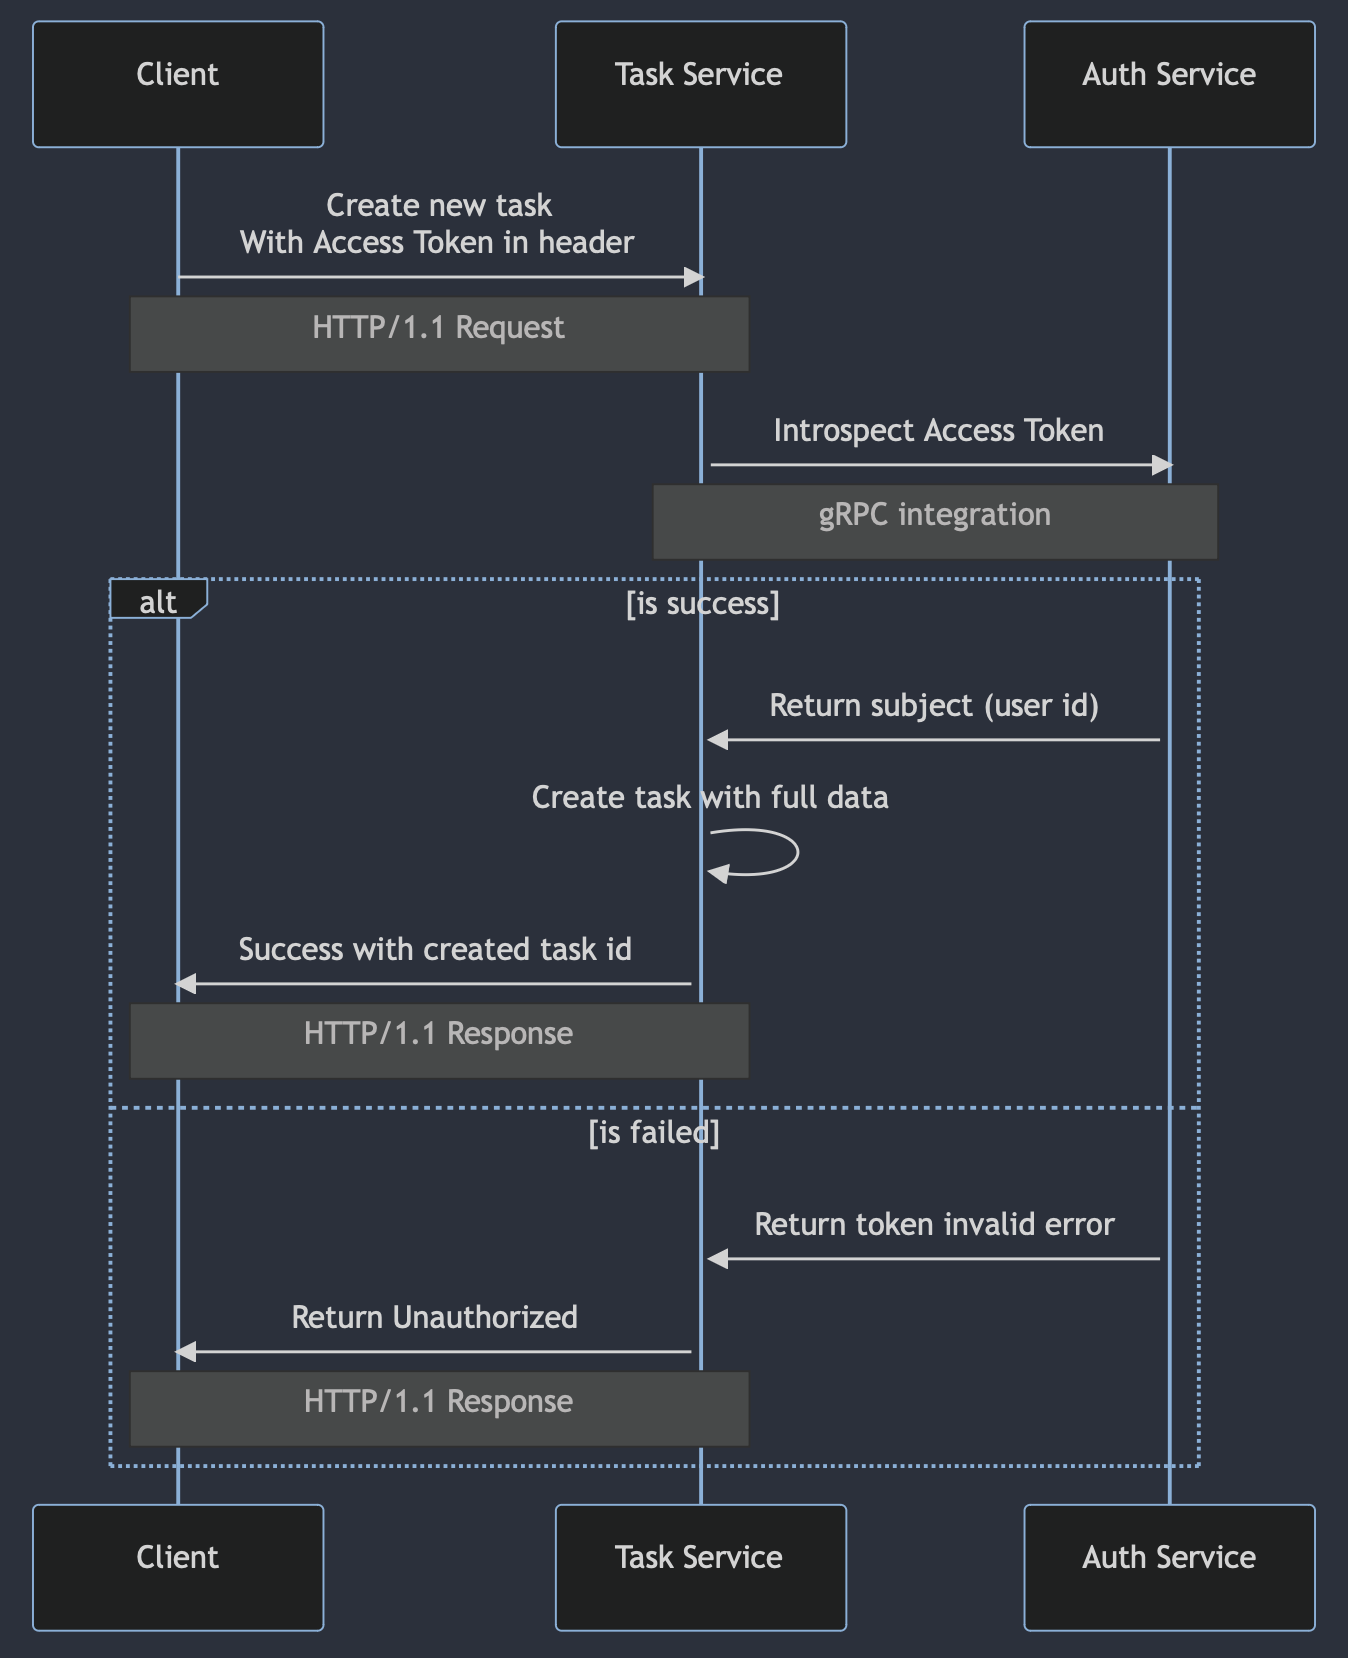 Client
Task Service
Auth Service
Create new task
With Access Token in header
HTTP/1.1 Request
Introspect Access Token
gRPC integration
alt
[is success]
Return subject (user id)
Create task with full data
Success with created task id
HTTP/1.1 Response
[is failed]
Return token invalid error
Return Unauthorized
HTTP/1.1 Response
Client
Task Service
Auth Service